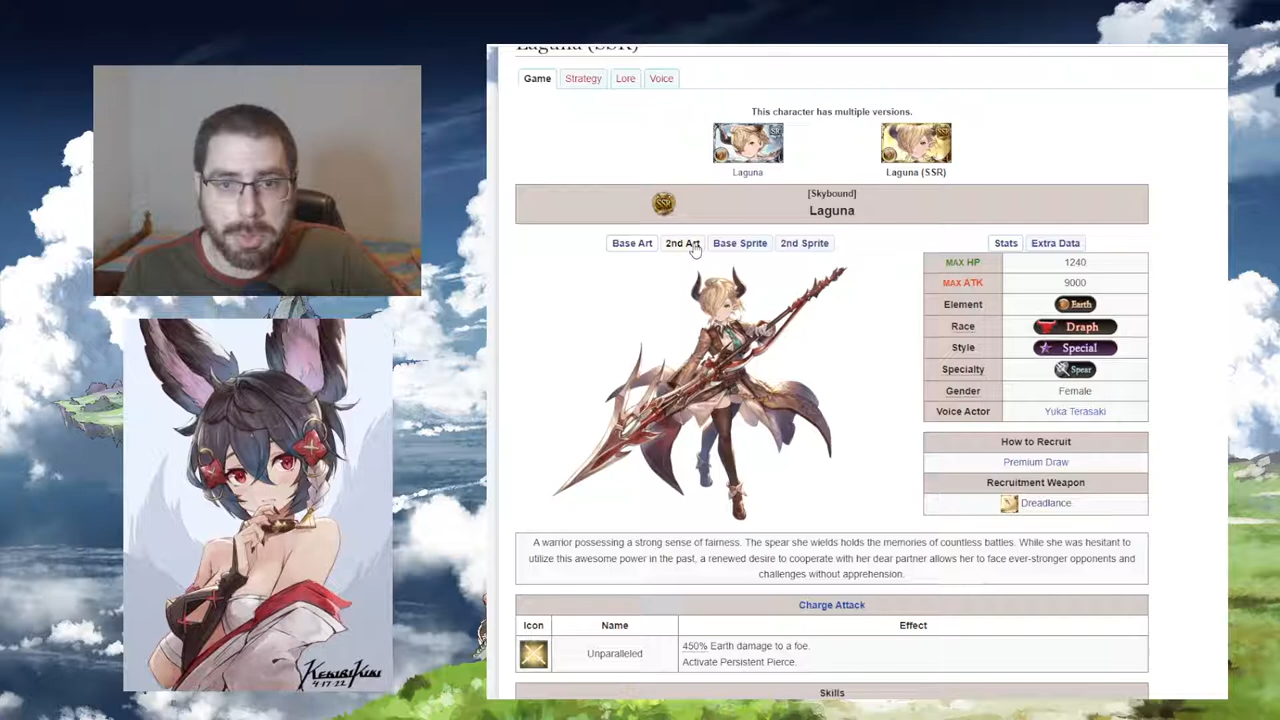 Laguna (SSR)
Game Strategy Lore Voice
This character has multiple versions.
Laguna Laguna (SSR)
[Skybound]
SSR Laguna
Base Art 2nd Art Base Sprite 2nd Sprite
Stats Extra Data
MAX HP 1240
MAX ATK 9000
Element Earth
Race Draph
Style Special
Specialty Spear
Gender Female
Voice Actor Yuka Terasaki
How to Recruit
Premium Draw
Recruitment Weapon
Dreadlance
A warrior possessing a strong sense of fairness. The spear she wields holds the memories of countless battles. While she was hesitant to
utilize this awesome power in the past, a renewed desire to cooperate with her dear partner allows her to face ever-stronger opponents and
challenges without apprehension.
Charge Attack
Icon Name Effect
Unparalleled
450% Earth damage to a foe.
Activate Persistent Pierce.
Skills
KEKIRIKIKI
4-17-22